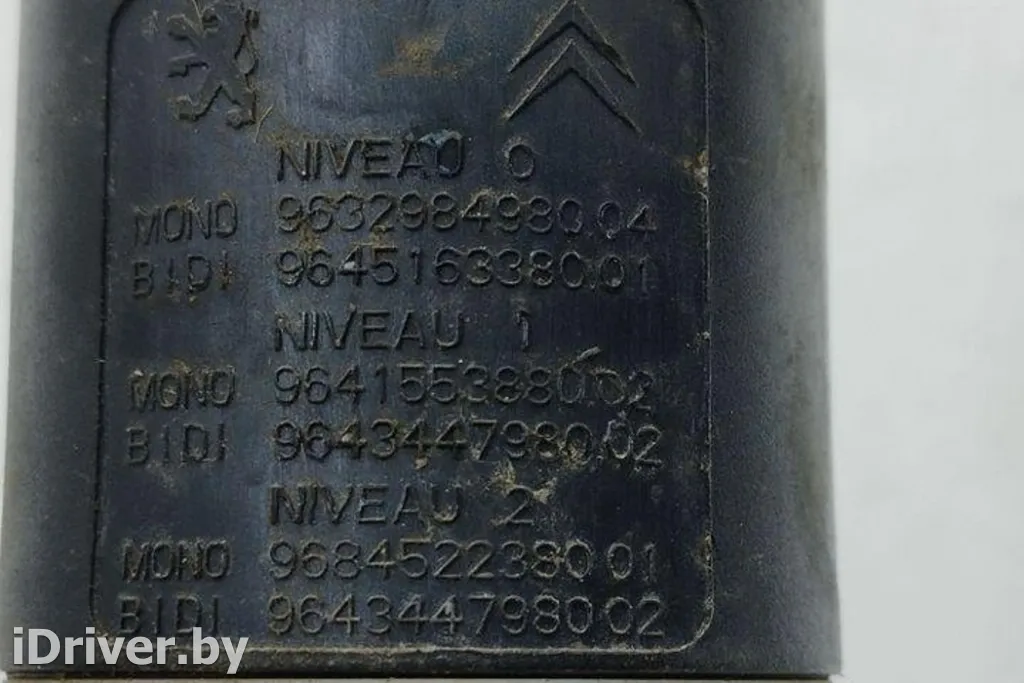 NIVEAU 0
MONO 9632984980.04
BIDI 9645163380.01
NIVEAU 1
MONO 9641553880.02
BIDI 9643447980.02
NIVEAU 2
MONO 9684522380 01
BIDI 9643447980 02
iDriver.by